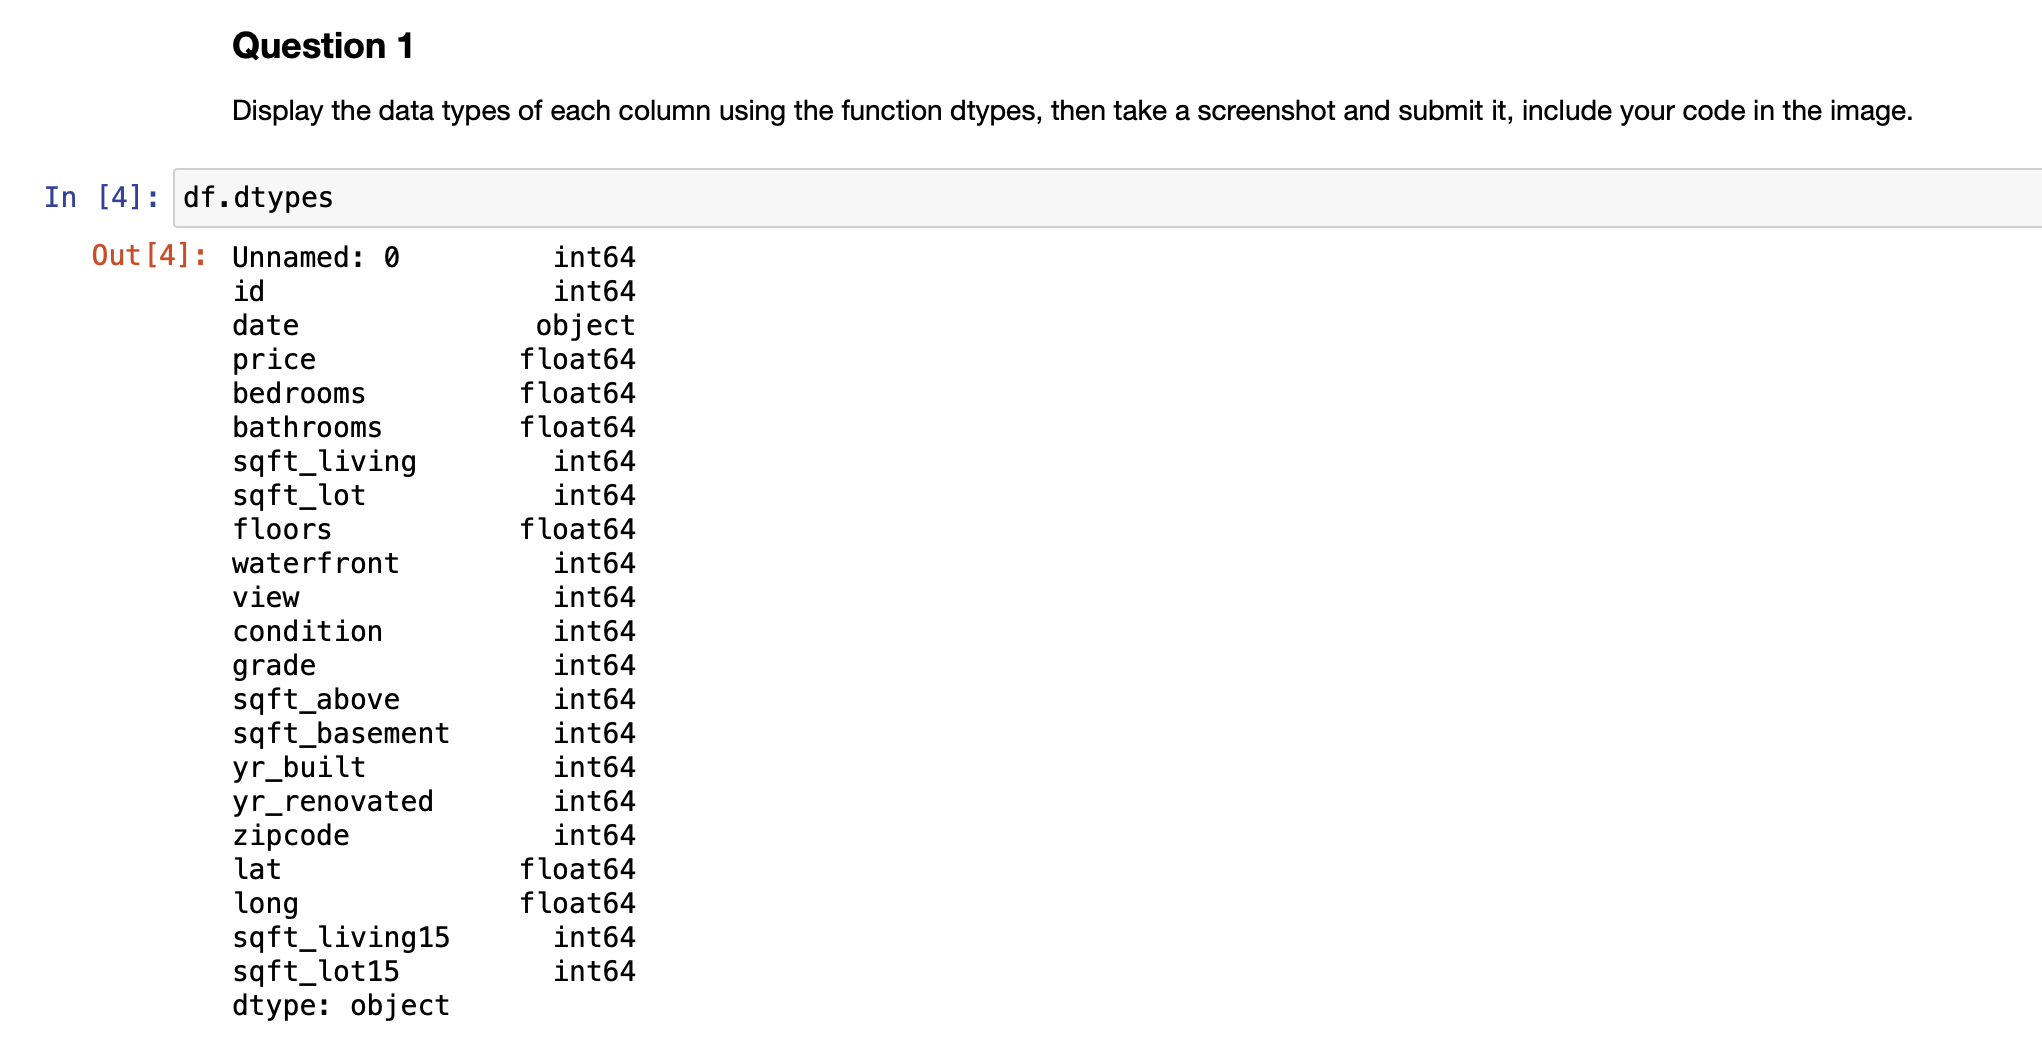 Question 1
Display the data types of each column using the function dtypes, then take a screenshot and submit it, include your code in the image.
In [4]: df.dtypes
Out[4]: Unnamed: 0 int64
id int64
date object
price float64
bedrooms float64
bathrooms float64
sqft_living int64
sqft_lot int64
floors float64
waterfront int64
view int64
condition int64
grade int64
sqft_above int64
sqft_basement int64
yr_built int64
yr_renovated int64
zipcode int64
lat float64
long float64
sqft_living15 int64
sqft_lot15 int64
dtype: object